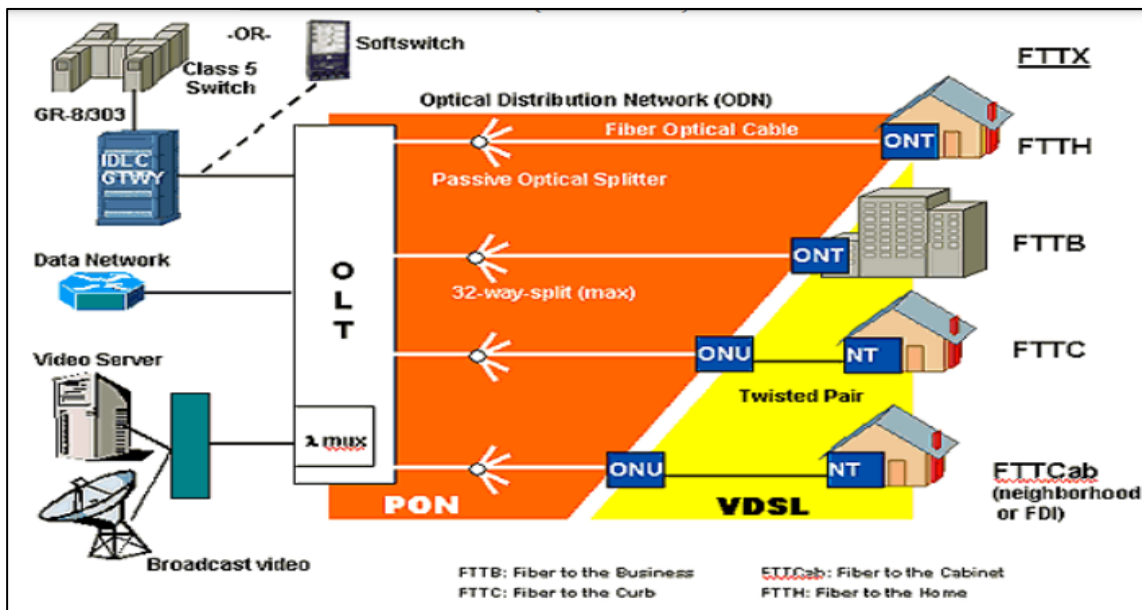 -OR-
Softswitch
Class 5
Switch
GR-8/303
IDLC
GTWY
Data Network
Video Server
Broadcast video
O
L
T
λ mux
Optical Distribution Network (ODN)
Fiber Optical Cable
Passive Optical Splitter
32-way-split (max)
PON
VDSL
ONT
ONT
ONU
NT
Twisted Pair
ONU
NT
FTTX
FTTH
FTTB
FTTC
FTTCab
(neighborhood
or FDI)
FTTB: Fiber to the Business
FTTCab: Fiber to the Cabinet
FTTC: Fiber to the Curb
FTTH: Fiber to the Home